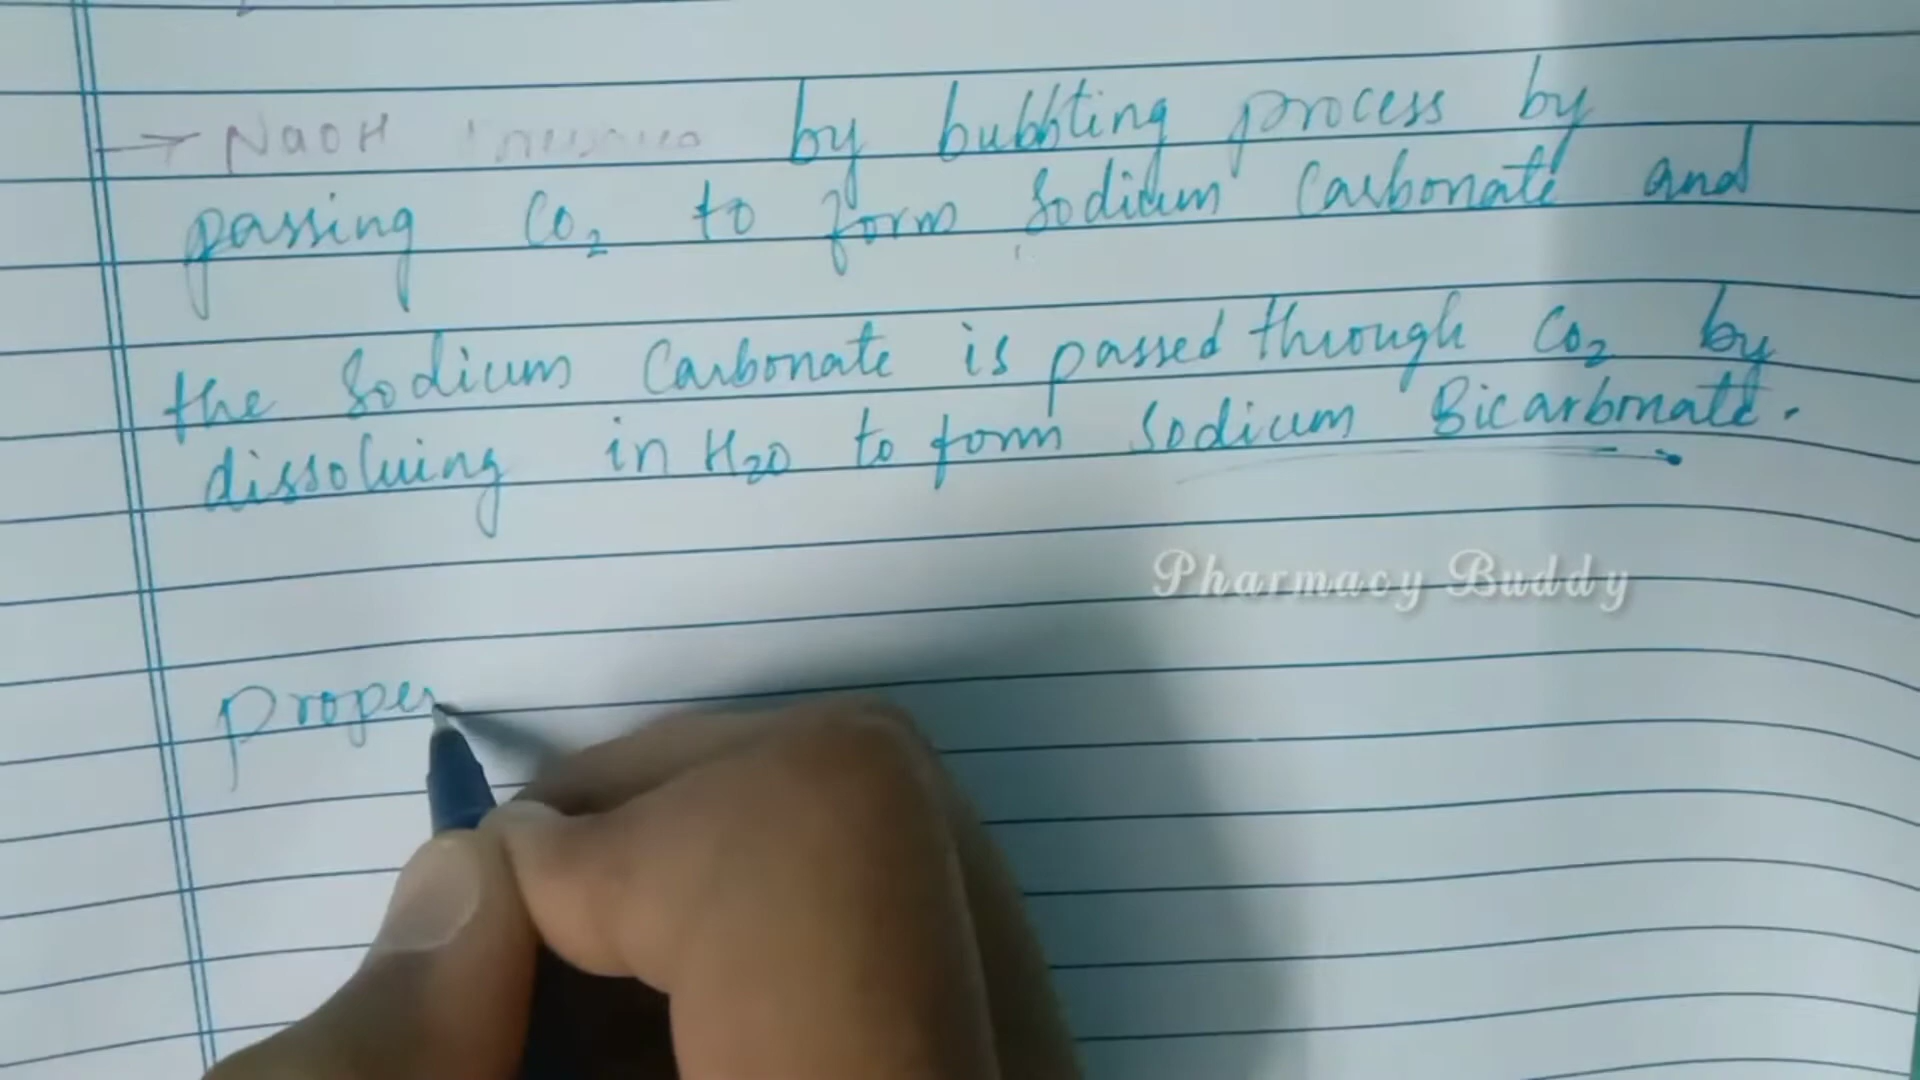 → NaOH by bubbting process by
passing CO₂ to form Sodium Carbonate and
the Sodium Carbonate is passed through CO₂ by
dissolving in H₂O to form Sodium Bicarbonate.
Pharmacy Buddy
Proper